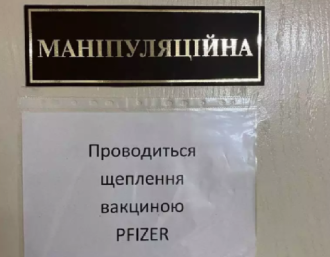 МАНІПУЛЯЦІЙНА
Проводиться
щеплення
вакциною
PFIZER